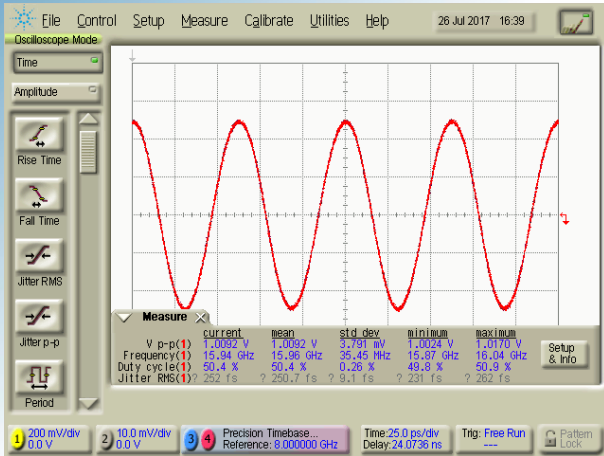 File Control Setup Measure Calibrate Utilities Help 26 Jul 2017 16:39
Oscilloscope Mode
Time
Amplitude
Rise Time
Fall Time
Jitter RMS
Jitter p-p
Period
Measure
current mean std dev minimum maximum
V p-p(1) 1.0092 V 1.0092 V 3.791 mV 1.0024 V 1.0170 V
Frequency(1) 15.94 GHz 15.96 GHz 35.45 MHz 15.87 GHz 16.04 GHz
Duty cycle(1) 50.4 % 50.4 % 0.26 % 49.8 % 50.9 %
Jitter RMS(1)? 252 fs ? 250.7 fs ? 9.1 fs ? 231 fs ? 262 fs
Setup
& Info
1 200 mV/div
0.0 V
2 10.0 mV/div
0.0 V
3 4 Precision Timebase...
Reference: 8.000000 GHz
Time:25.0 ps/div
Delay:24.0736 ns
Trig: Free Run
---
Pattern
Lock